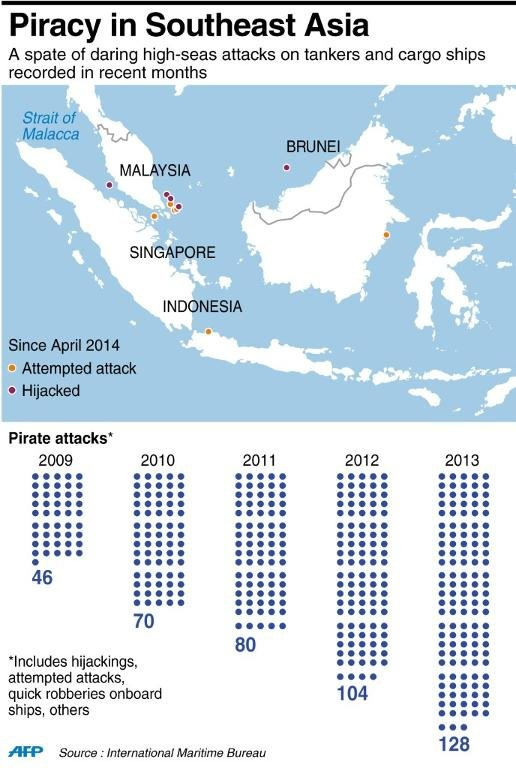 Piracy in Southeast Asia
A spate of daring high-seas attacks on tankers and cargo ships
recorded in recent months
Strait of
Malacca
BRUNEI
MALAYSIA
SINGAPORE
INDONESIA
Since April 2014
Attempted attack
Hijacked
Pirate attacks*
2009 2010 2011 2012 2013
46
70
80
104
128
*Includes hijackings,
attempted attacks,
quick robberies onboard
ships, others
AFP Source : International Maritime Bureau